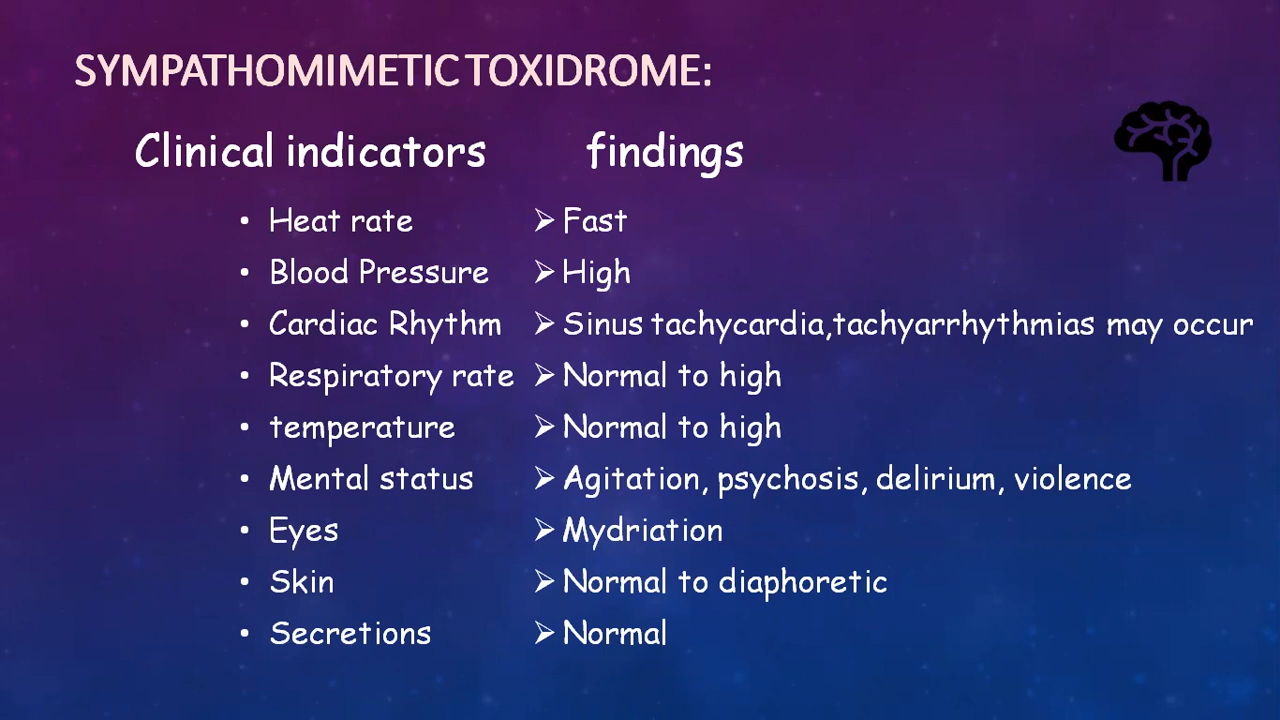 SYMPATHOMIMETIC TOXIDROME:
Clinical indicators findings
• Heat rate ➢ Fast
• Blood Pressure ➢ High
• Cardiac Rhythm ➢ Sinus tachycardia,tachyarrhythmias may occur
• Respiratory rate ➢ Normal to high
• temperature ➢ Normal to high
• Mental status ➢ Agitation, psychosis, delirium, violence
• Eyes ➢ Mydriation
• Skin ➢ Normal to diaphoretic
• Secretions ➢ Normal